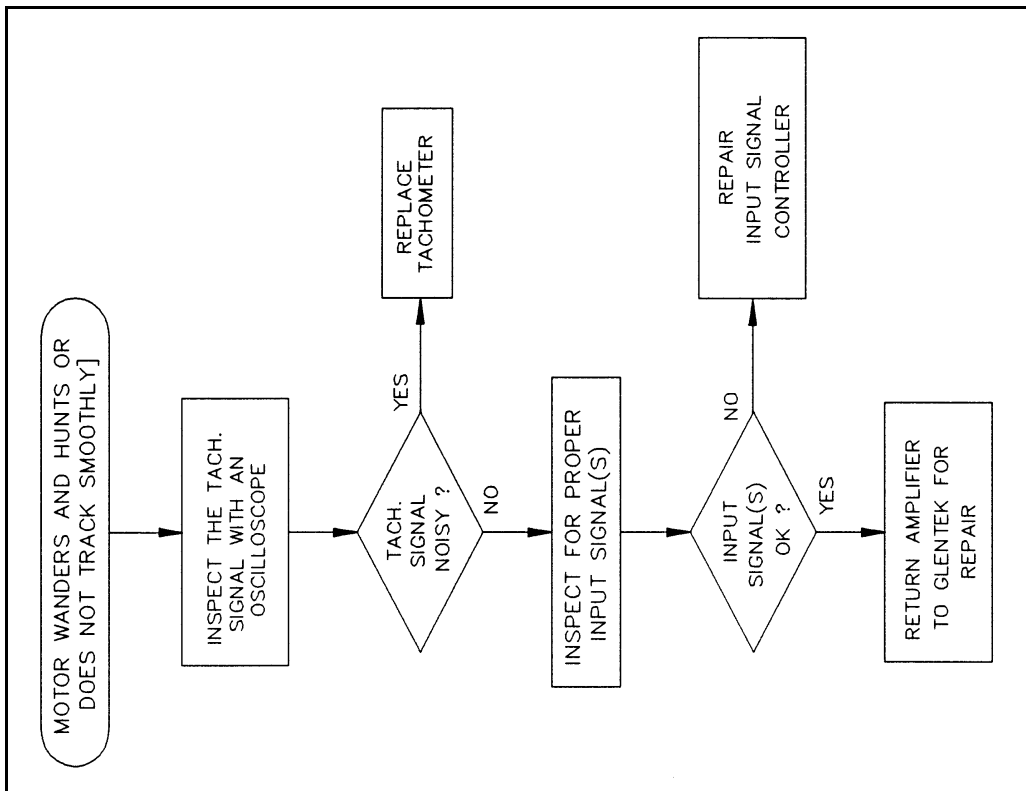 MOTOR WANDERS AND HUNTS OR
DOES NOT TRACK SMOOTHLY]
INSPECT THE TACH.
SIGNAL WITH AN
OSCILLOSCOPE
TACH.
SIGNAL
NOISY ?
YES
REPLACE
TACHOMETER
NO
INSPECT FOR PROPER
INPUT SIGNAL(S)
INPUT
SIGNAL(S)
OK ?
NO
REPAIR
INPUT SIGNAL
CONTROLLER
YES
RETURN AMPLIFIER
TO GLENTEK FOR
REPAIR